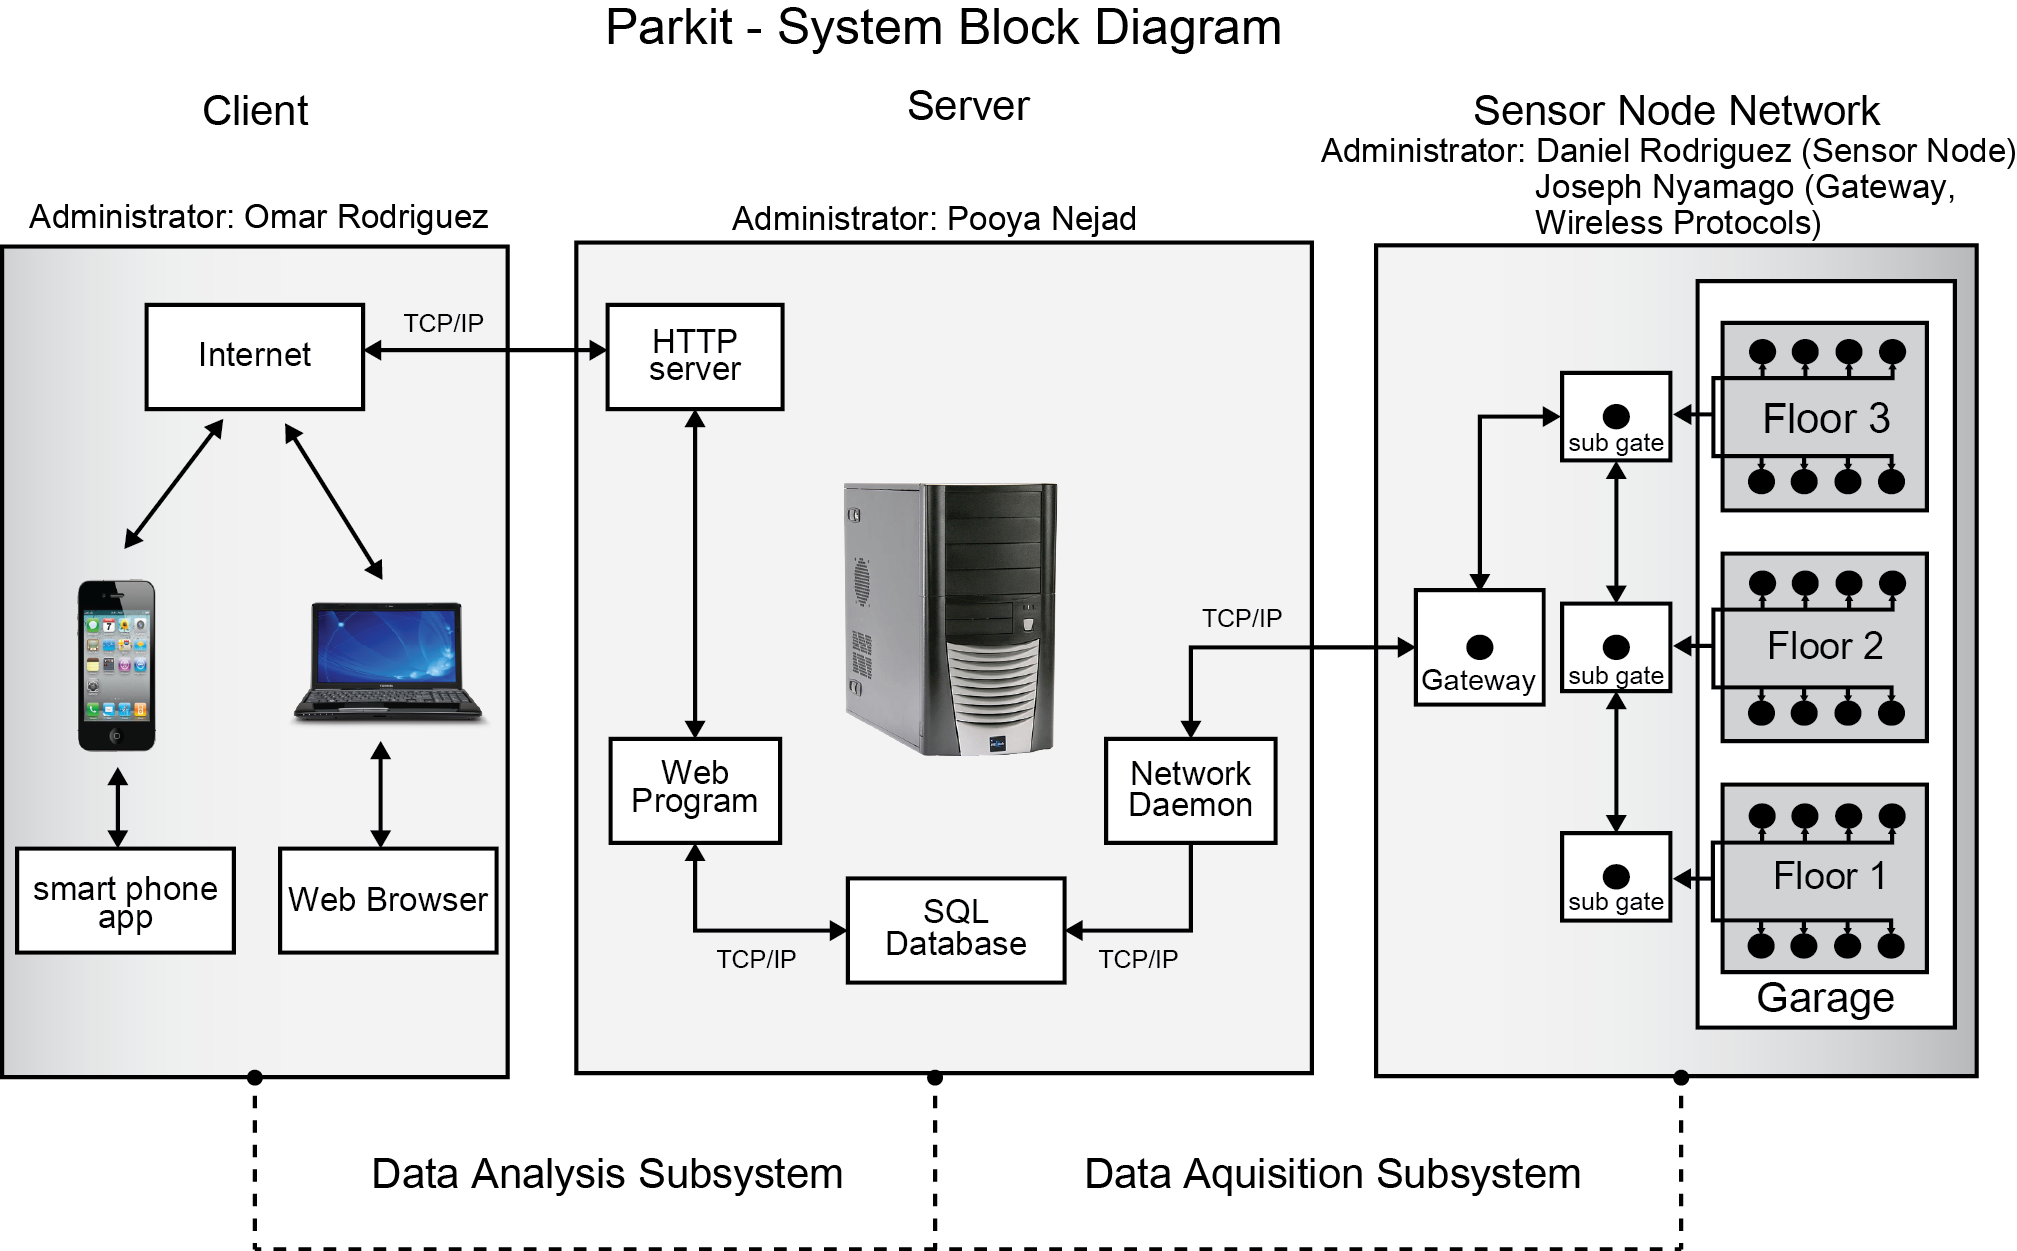 Parkit - System Block Diagram
Client
Server
Sensor Node Network
Administrator: Daniel Rodriguez (Sensor Node)
Joseph Nyamago (Gateway,
Wireless Protocols)
Administrator: Omar Rodriguez
Administrator: Pooya Nejad
Internet
TCP/IP
HTTP
server
smart phone
app
Web Browser
Web
Program
Network
Daemon
SQL
Database
TCP/IP
TCP/IP
TCP/IP
Gateway
sub gate
sub gate
sub gate
Floor 3
Floor 2
Floor 1
Garage
Data Analysis Subsystem
Data Aquisition Subsystem